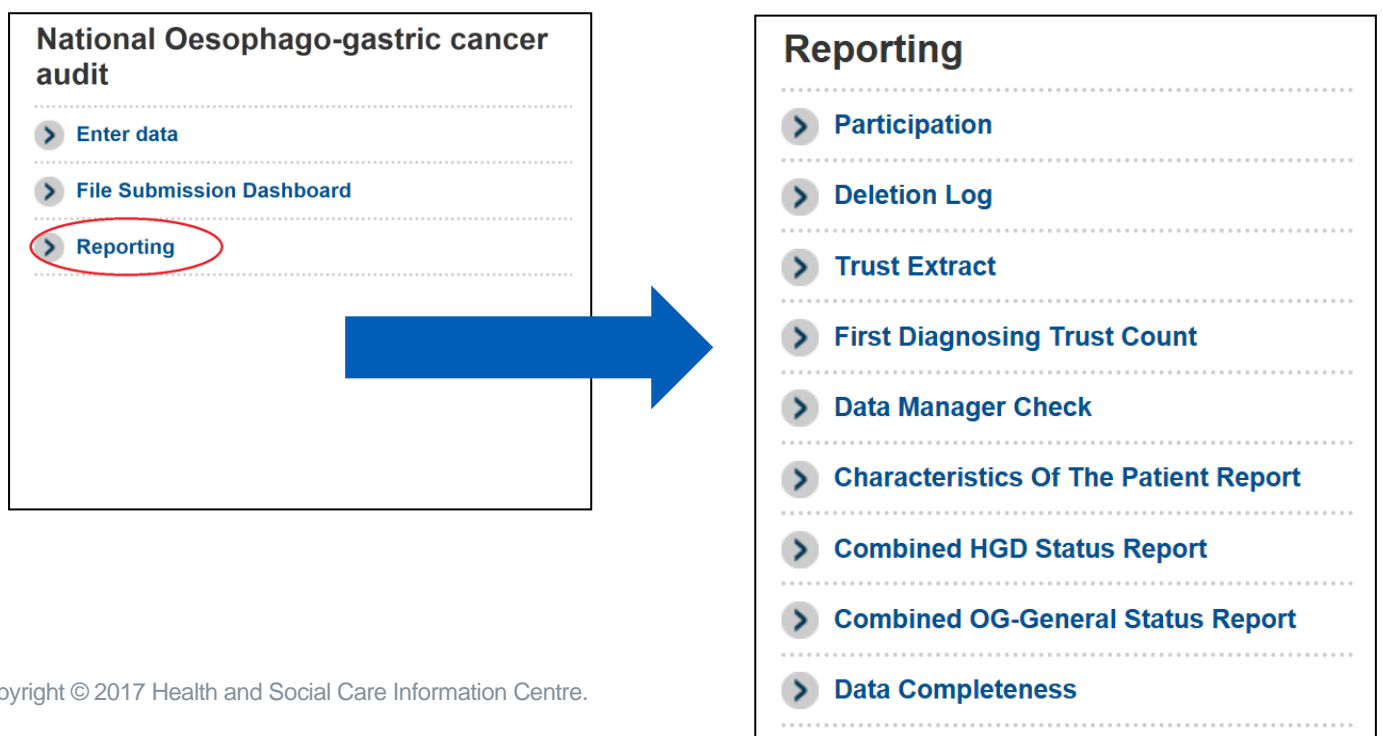 National Oesophago-gastric cancer
audit
Enter data
File Submission Dashboard
Reporting
Reporting
Participation
Deletion Log
Trust Extract
First Diagnosing Trust Count
Data Manager Check
Characteristics Of The Patient Report
Combined HGD Status Report
Combined OG-General Status Report
Data Completeness
pyright © 2017 Health and Social Care Information Centre.